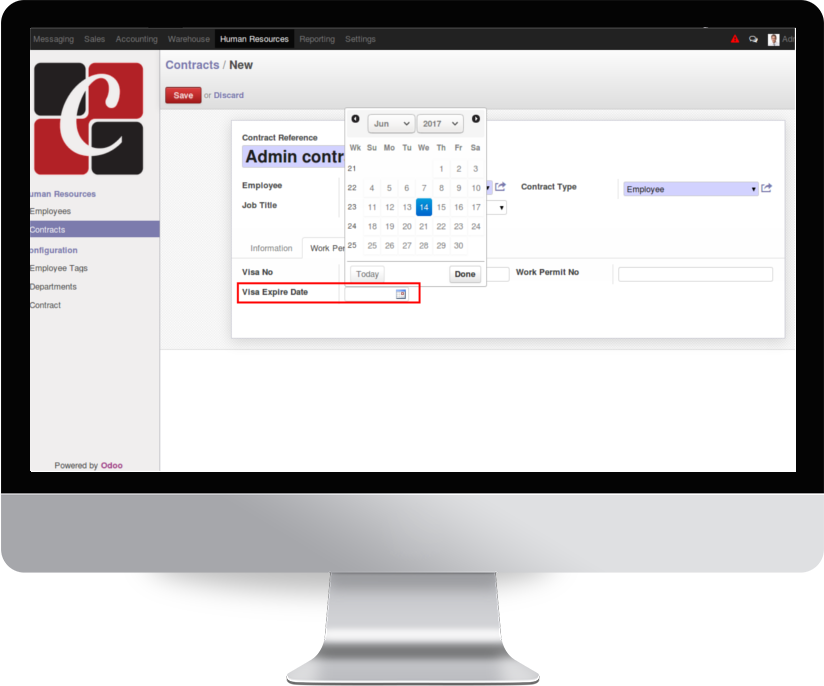 Messaging Sales Accounting Warehouse Human Resources Reporting Settings
Contracts / New
Save or Discard
C
uman Resources
Employees
Contracts
onfiguration
Employee Tags
Departments
Contract
Powered by Odoo
Contract Reference
Admin contr
Employee
Contract Type Employee
Job Title
Information Work Per
Visa No
Work Permit No
Visa Expire Date
Jun 2017
Wk Su Mo Tu We Th Fr Sa
21 1 2 3
22 4 5 6 7 8 9 10
23 11 12 13 14 15 16 17
24 18 19 20 21 22 23 24
25 25 26 27 28 29 30
Today Done